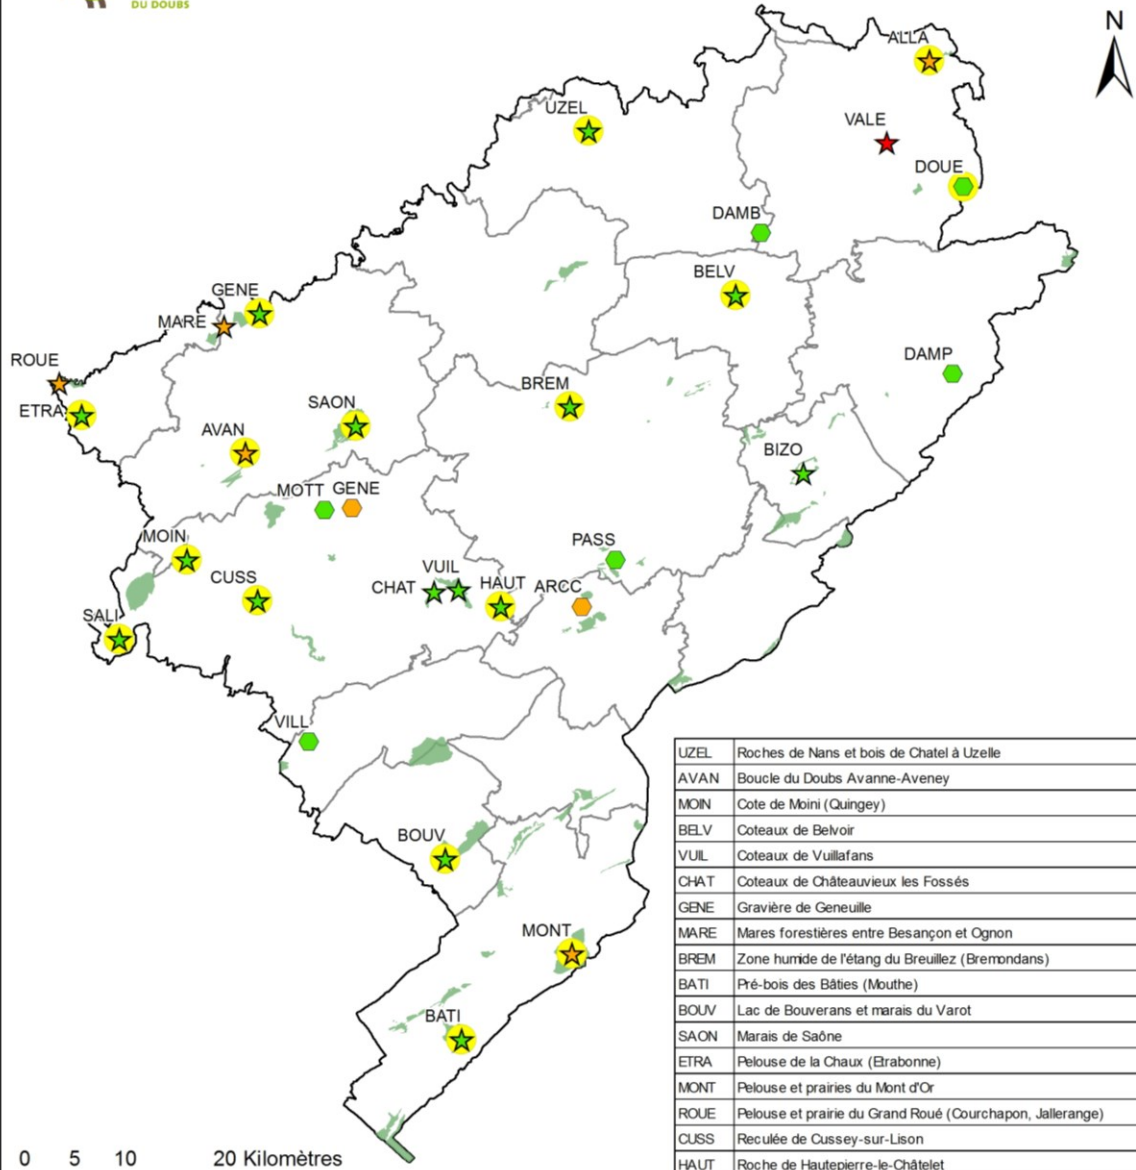 DU DOUBS
N
ALLA
UZEL
VALE
DOUE
DAMB
BELV
GENE
MARE
ROUE
DAMP
BREM
ETRA
SAON
AVAN
BIZO
MOTT GENE
MOIN
PASS
VUIL
CUSS
CHAT
HAUT
ARCC
SALI
VILL
BOUV
MONT
BATI
0 5 10 20 Kilomètres
UZEL Roches de Nans et bois de Chatel à Uzelle
AVAN Boucle du Doubs Avanne-Aveney
MOIN Cote de Moini (Quingey)
BELV Coteaux de Belvoir
VUIL Coteaux de Vuillafans
CHAT Coteaux de Châteauvieux les Fossés
GENE Gravière de Geneuille
MARE Mares forestières entre Besançon et Ognon
BREM Zone humide de l'étang du Breuillez (Bremondans)
BATI Pré-bois des Bâties (Mouthe)
BOUV Lac de Bouverans et marais du Varot
SAON Marais de Saône
ETRA Pelouse de la Chaux (Etrabonne)
MONT Pelouse et prairies du Mont d'Or
ROUE Pelouse et prairie du Grand Roué (Courchapon, Jallerange)
CUSS Reculée de Cussey-sur-Lison
HAUT Roche de Hautepierre-le-Châtelet